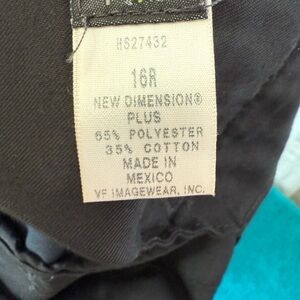 HS27432
16R
NEW DIMENSION®
PLUS
65% POLYESTER
35% COTTON
MADE IN
MEXICO
VF IMAGEWEAR, INC.